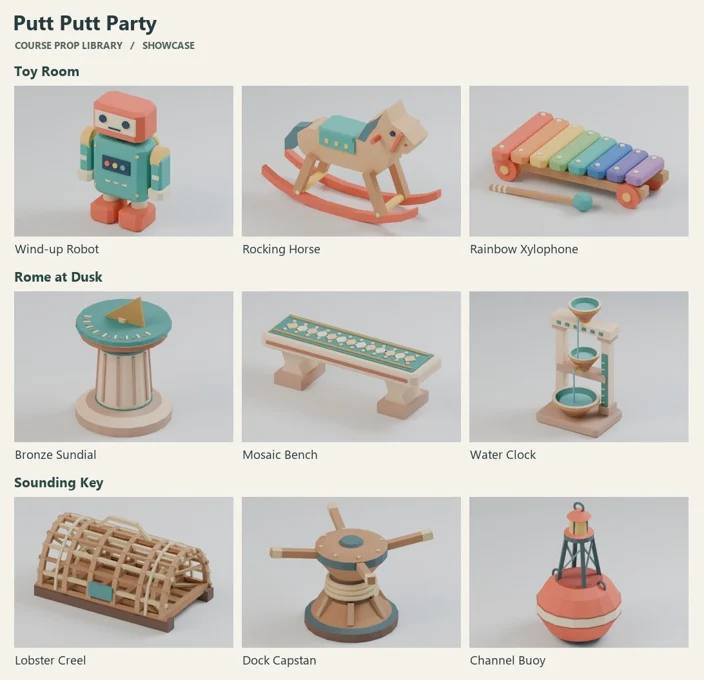 Putt Putt Party
COURSE PROP LIBRARY / SHOWCASE
Toy Room
Wind-up Robot
Rocking Horse
Rainbow Xylophone
Rome at Dusk
Bronze Sundial
Mosaic Bench
Water Clock
Sounding Key
Lobster Creel
Dock Capstan
Channel Buoy